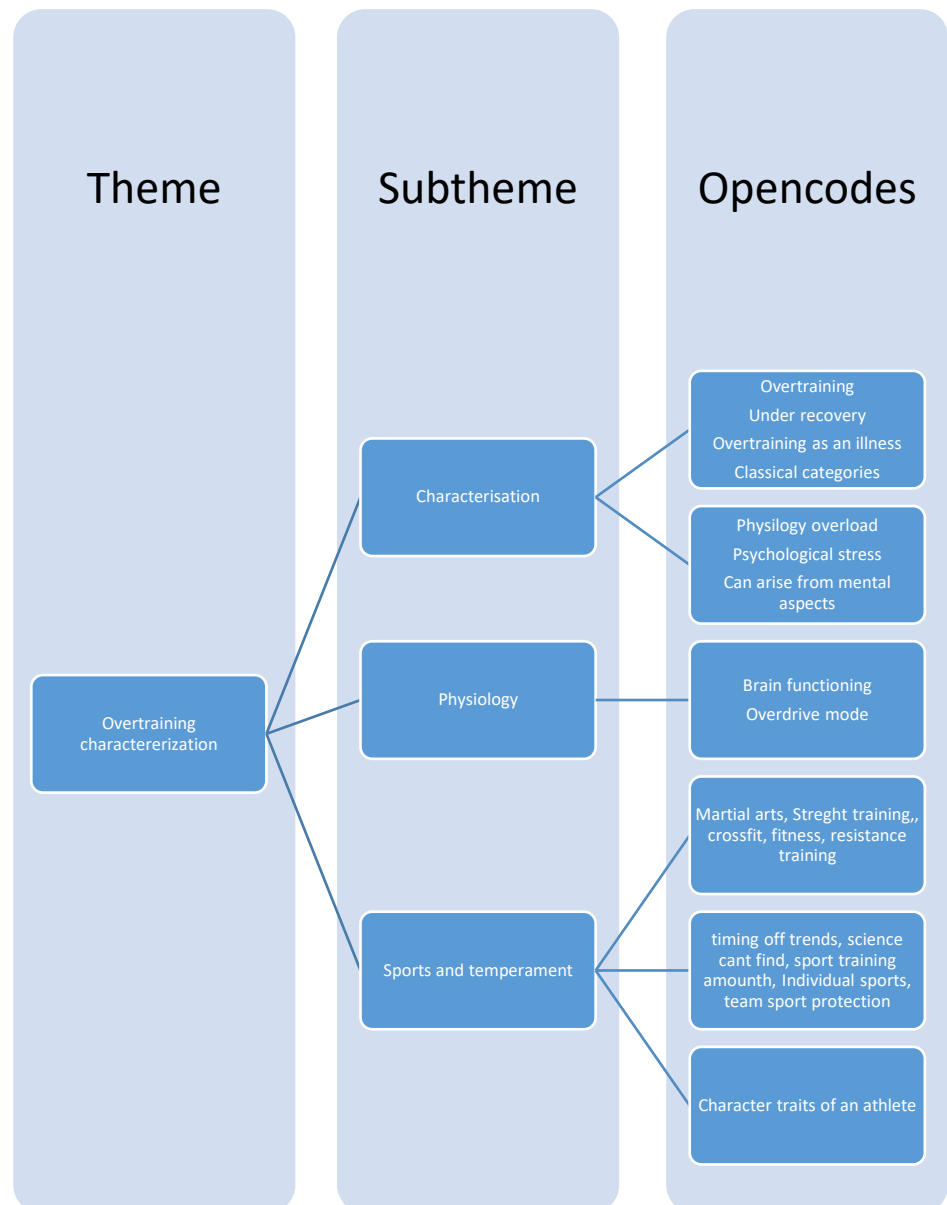 Theme
Subtheme
Opencodes
Overtraining
charactererization
Characterisation
Physiology
Sports and temperament
Overtraining
Under recovery
Overtraining as an illness
Classical categories
Physilogy overload
Psychological stress
Can arise from mental
aspects
Brain functioning
Overdrive mode
Martial arts, Streght training,,
crossfit, fitness, resistance
training
timing off trends, science
cant find, sport training
amounth, Individual sports,
team sport protection
Character traits of an athlete